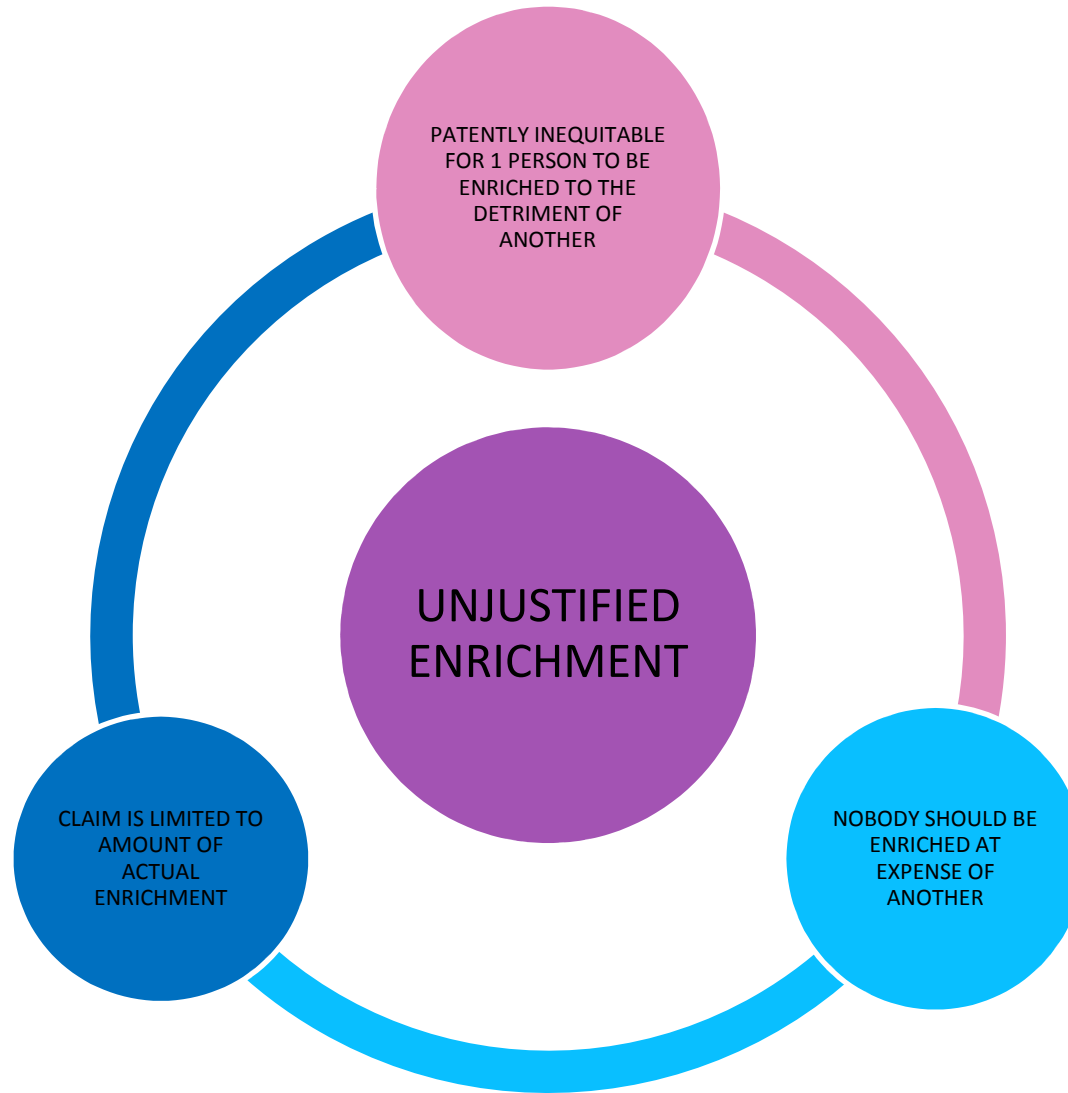 PATENTLY INEQUITABLE
FOR 1 PERSON TO BE
ENRICHED TO THE
DETRIMENT OF
ANOTHER
UNJUSTIFIED
ENRICHMENT
CLAIM IS LIMITED TO
AMOUNT OF
ACTUAL
ENRICHMENT
NOBODY SHOULD BE
ENRICHED AT
EXPENSE OF
ANOTHER